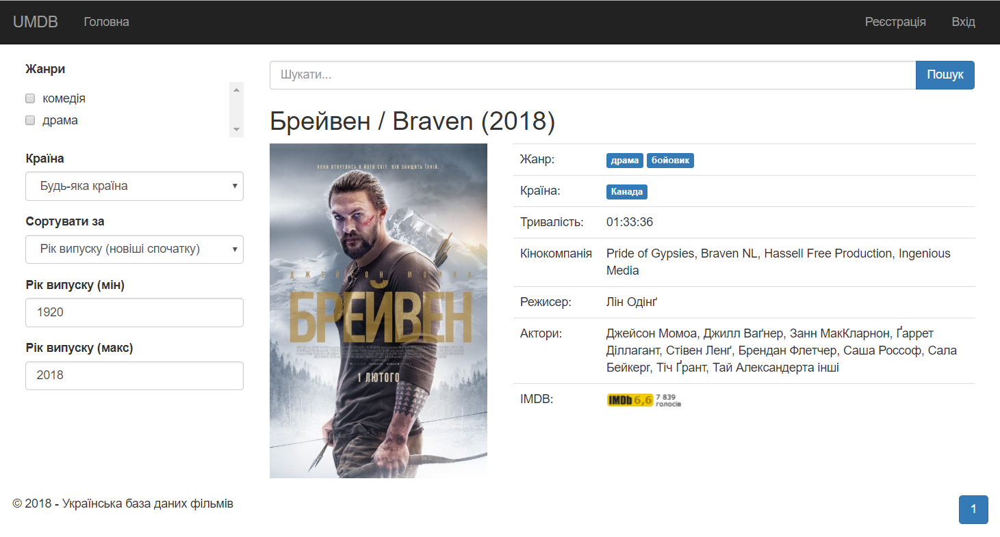 UMDB Головна Реєстрація Вхід
Жанри
комедія
драма
Країна
Будь-яка країна
Сортувати за
Рік випуску (новіші спочатку)
Рік випуску (мін)
1920
Рік випуску (макс)
2018
Шукати... Пошук
Брейвен / Braven (2018)
ВОНИ ВТОРГЛИСЬ В ЙОГО СВІТ. ВІН ЗНИЩИТЬ ЇХНІЙ.
ДЖЕЙСОН МОМОА
БРЕЙВЕН
1 ЛЮТОГО
Жанр: драма бойовик
Країна: Канада
Тривалість: 01:33:36
Кінокомпанія Pride of Gypsies, Braven NL, Hassell Free Production, Ingenious
Media
Режисер: Лін Одінґ
Актори: Джейсон Момоа, Джилл Ваґнер, Занн МакКларнон, Ґаррет
Діллагант, Стівен Ленґ, Брендан Флетчер, Саша Россоф, Сала
Бейкерг, Тіч Ґрант, Тай Александерта інші
IMDB: IMDb 6,6 7 839
голосів
© 2018 - Українська база даних фільмів
1